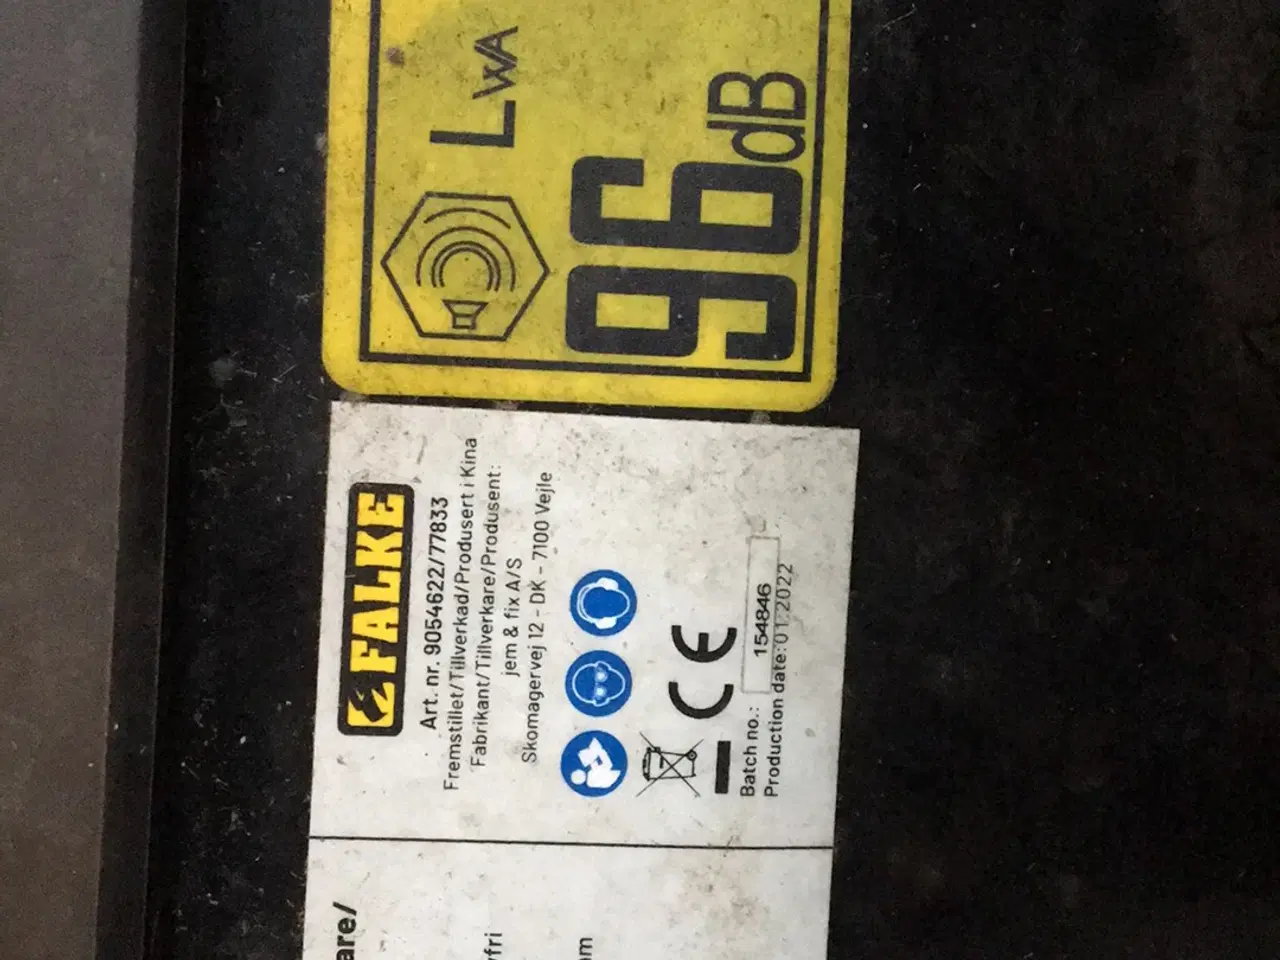 LWA
96dB
FALKE
Art. nr. 9054622/77833
Fremstillet/Tillverkad/Produsert i Kina
Fabrikant/Tillverkare/Produsent:
jem & fix A/S
Skomagervej 12 - DK - 7100 Vejle
CE
Batch no.: 154846
Production date:01.2022
are/
fri